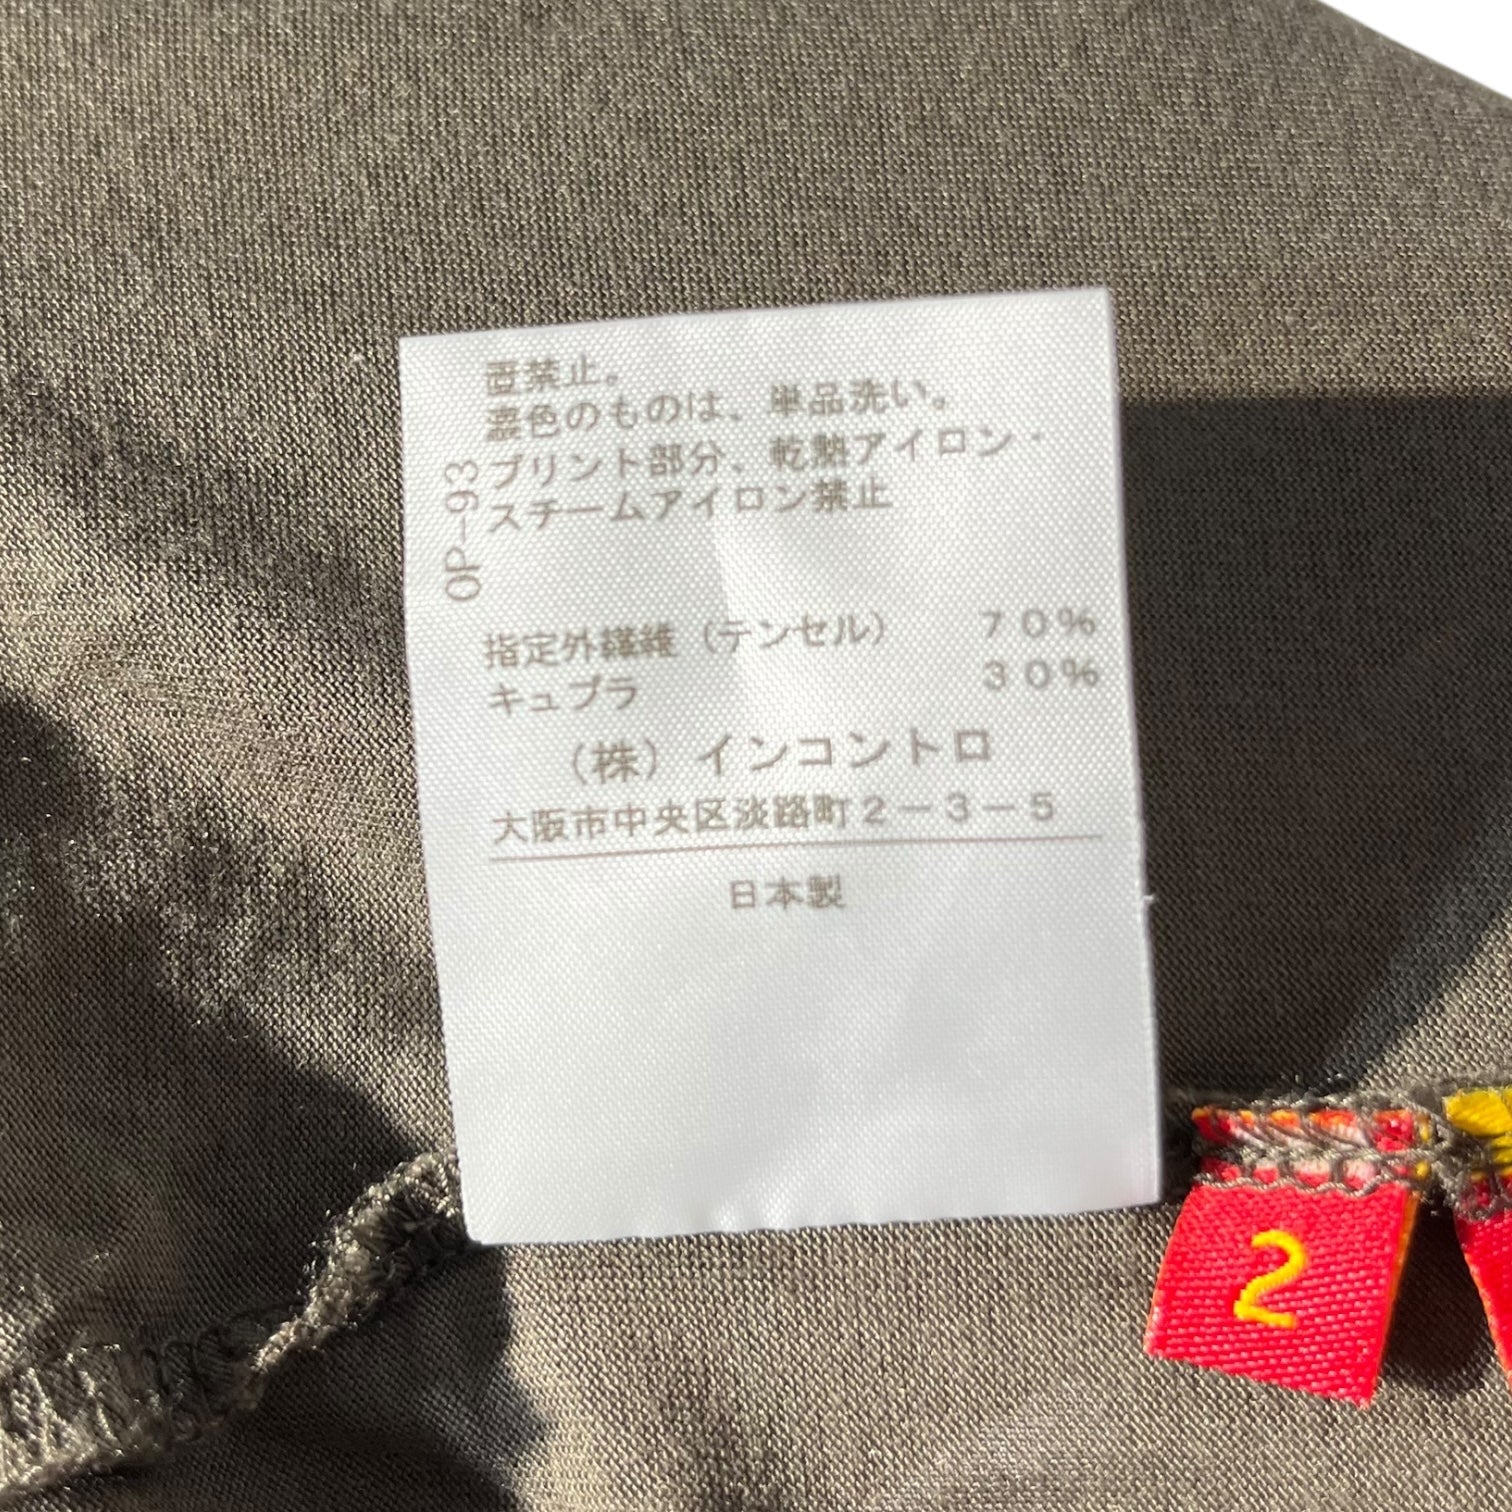 置禁止。
濃色のものは、単品洗い。
プリント部分、乾熱アイロン・
スチームアイロン禁止
OP-93
指定外繊維（テンセル） 70%
キュプラ 30%
（株）インコントロ
大阪市中央区淡路町2-3-5
日本製
2